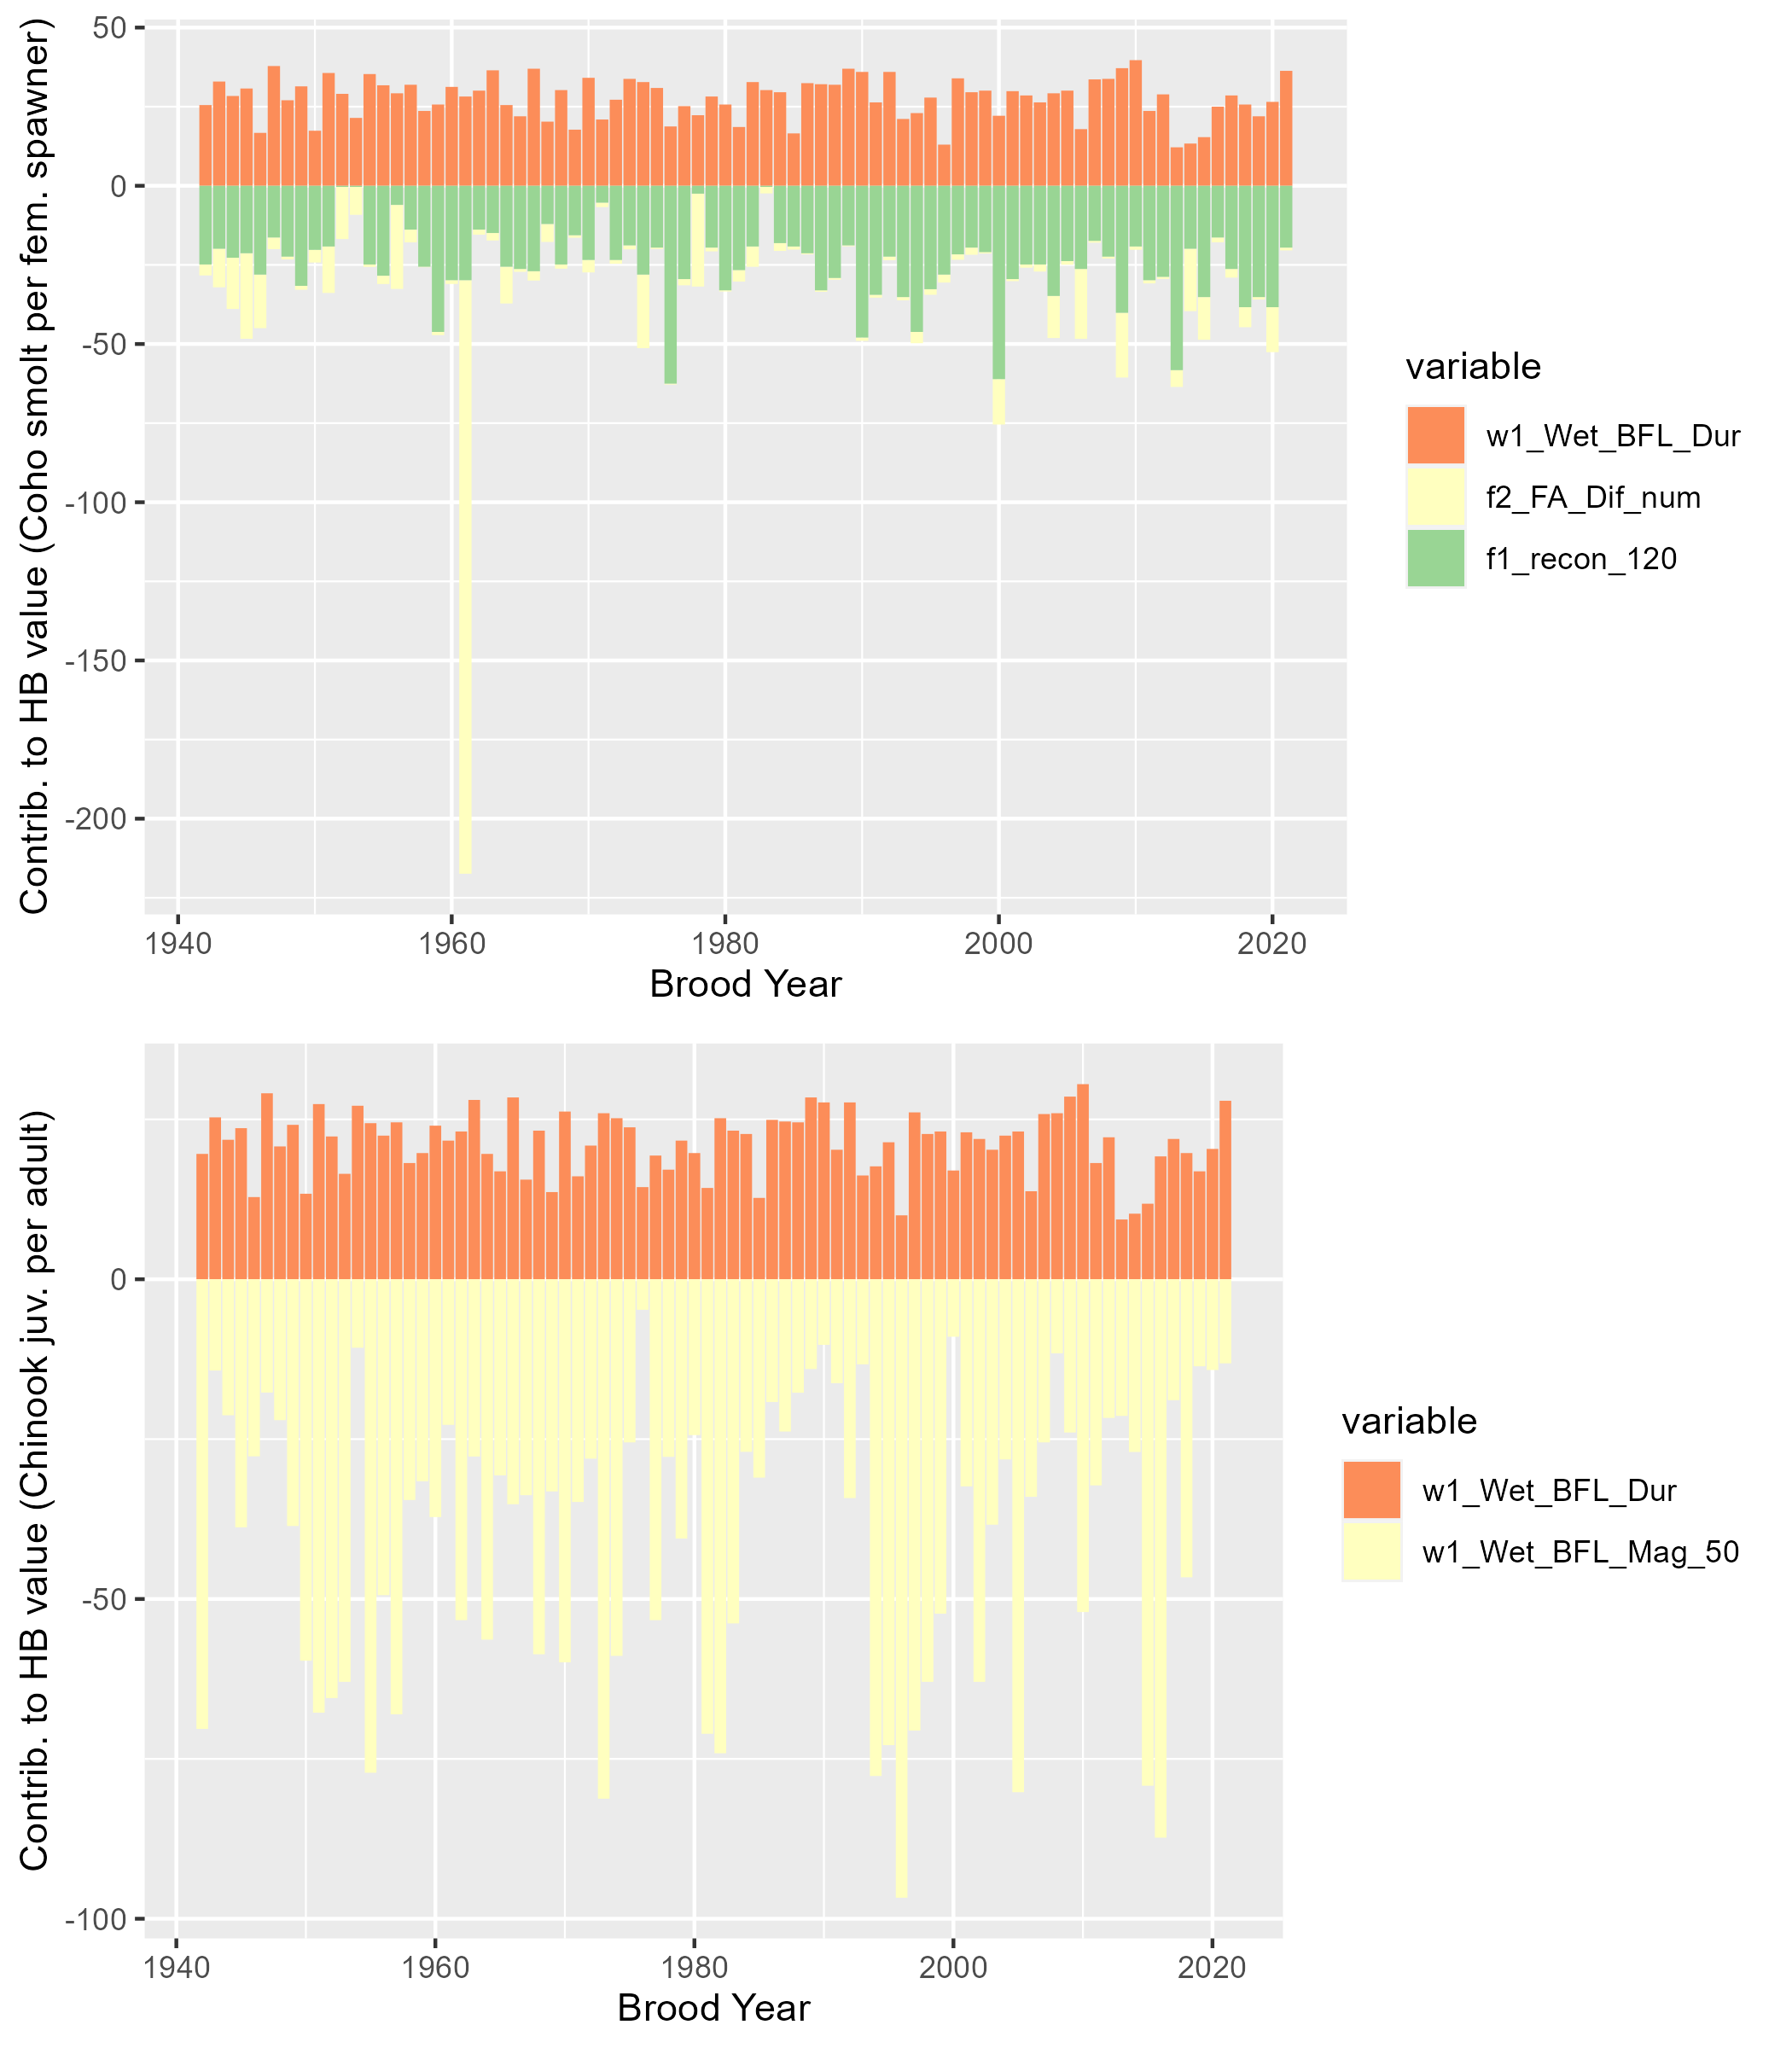 Contrib. to HB value (Coho smolt per fem. spawner)
50
0
-50
-100
-150
-200
1940
1960
1980
2000
2020
Brood Year
variable
w1_Wet_BFL_Dur
f2_FA_Dif_num
f1_recon_120
Contrib. to HB value (Chinook juv. per adult)
0
-50
-100
1940
1960
1980
2000
2020
Brood Year
variable
w1_Wet_BFL_Dur
w1_Wet_BFL_Mag_50